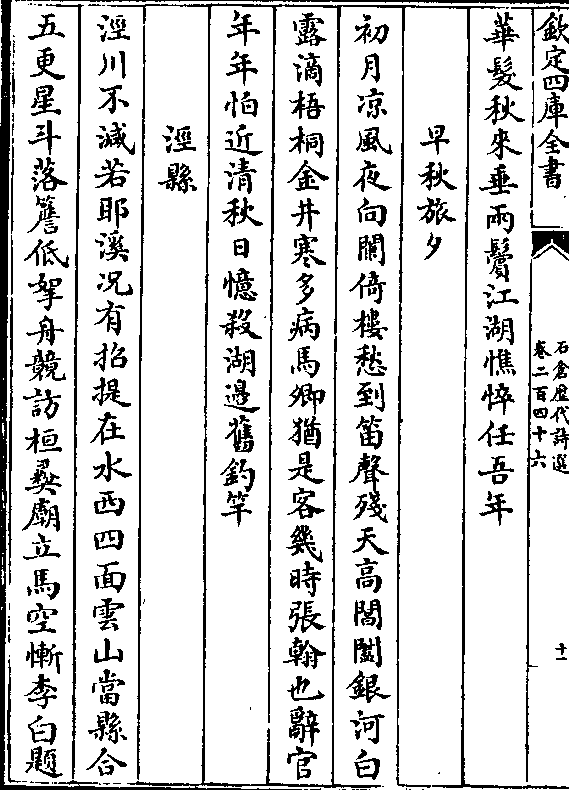 欽定四庫全書
石倉歷代詩選
卷二百四十六
十一
華髮秋來垂兩鬢江湖憔悴任吾年
早秋旅夕
初月凉風夜向闌倚樓愁到笛聲殘天高閶闔銀河白
露滴梧桐金井寒多病馬卿猶是客幾時張翰也辭官
年年怕近清秋日憶殺湖邉舊釣竿
涇縣
涇川不減若耶溪况有招提在水西四面雲山當縣合
五更星斗落簷低拏舟競訪桓彛廟立馬空慚李白題